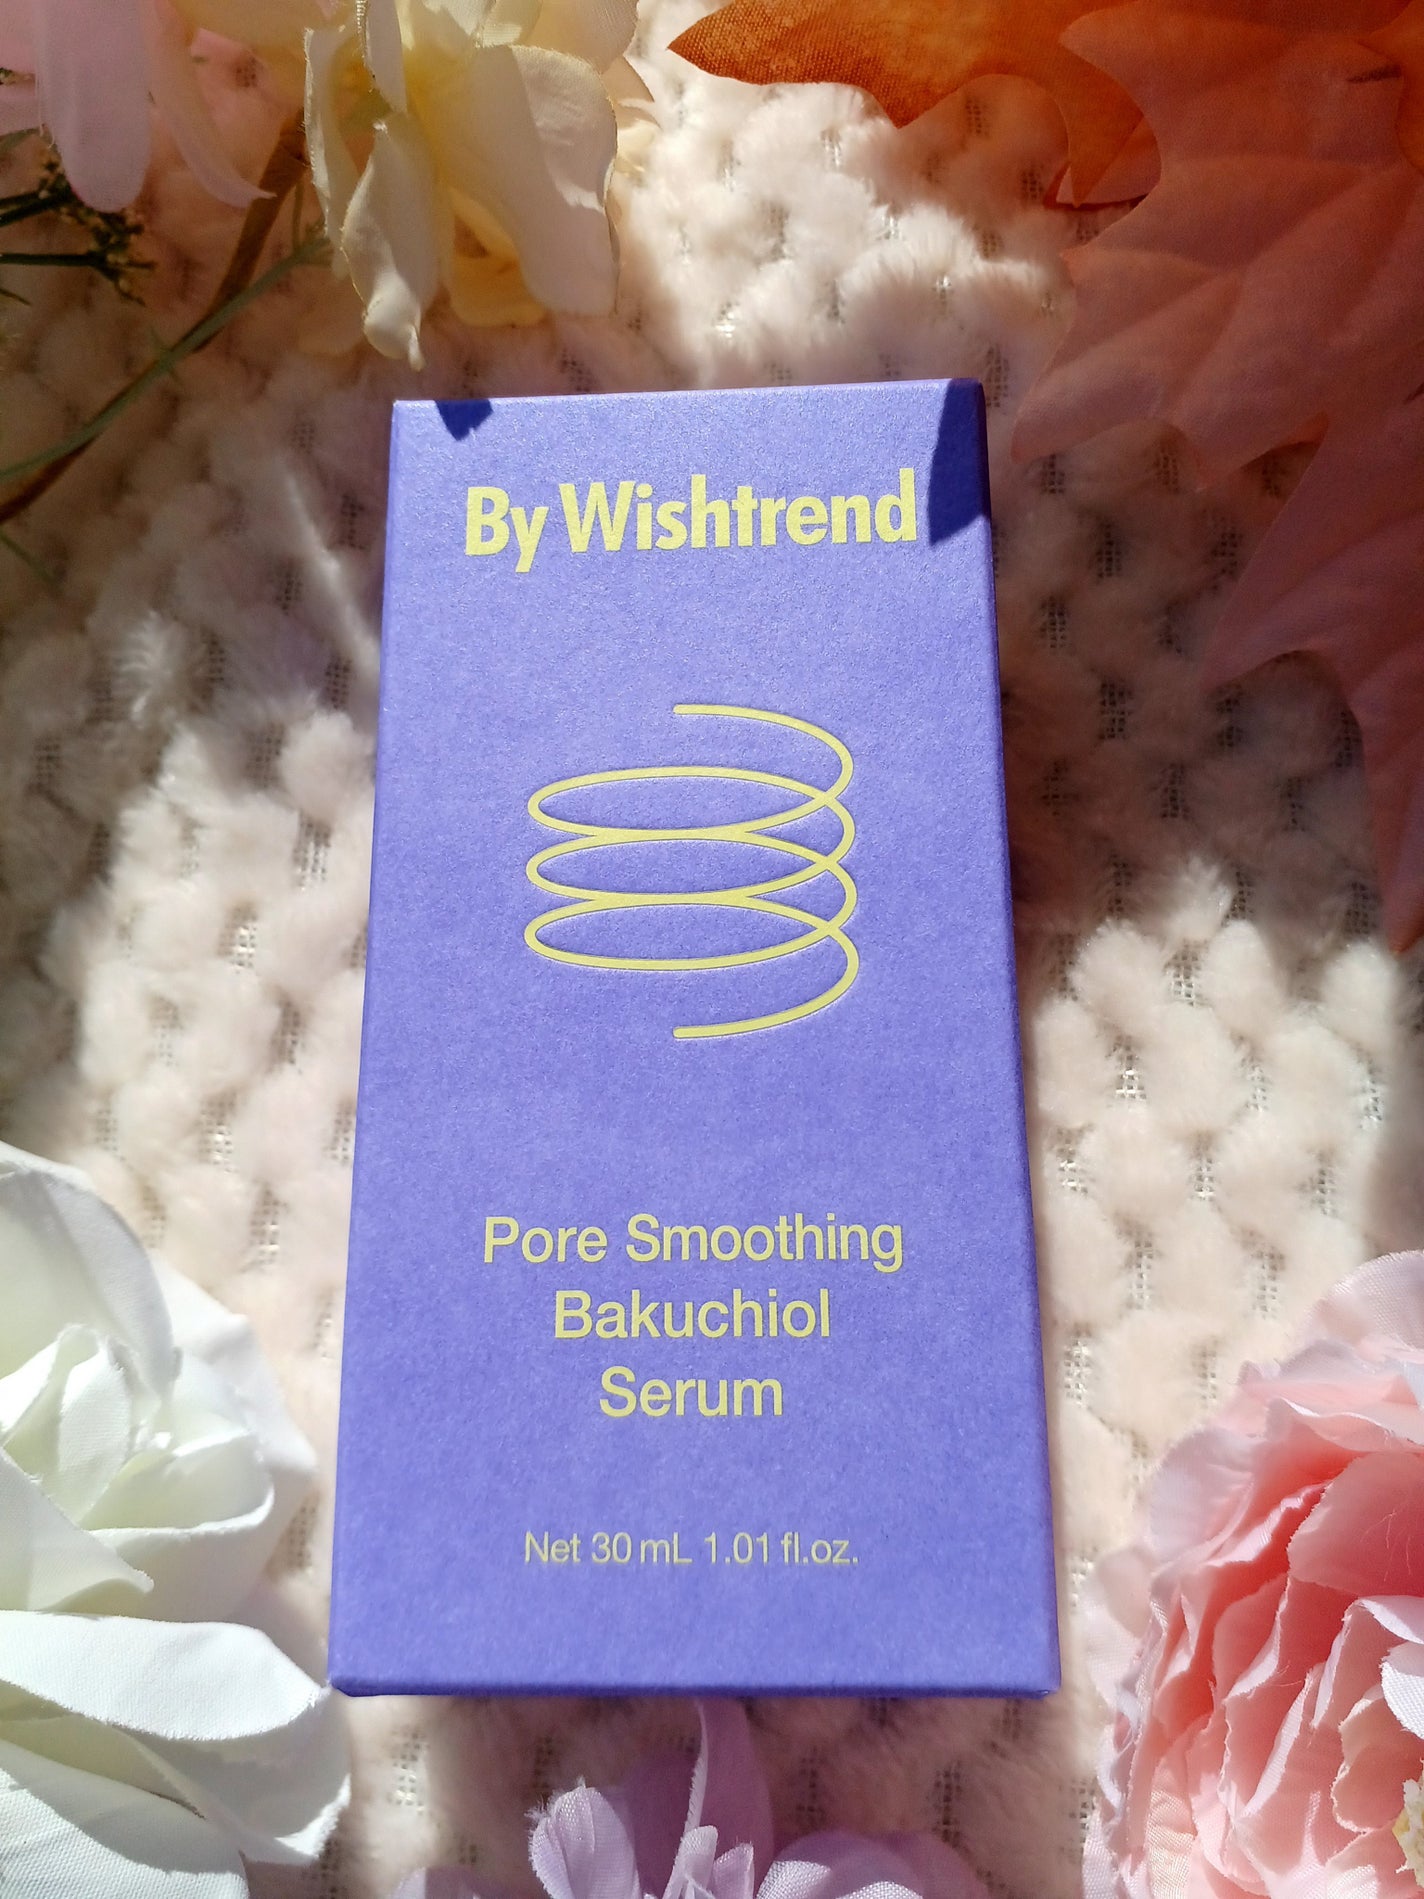 By Wishtrend
Pore Smoothing
Bakuchiol
Serum
Net 30 mL 1.01 fl.oz.